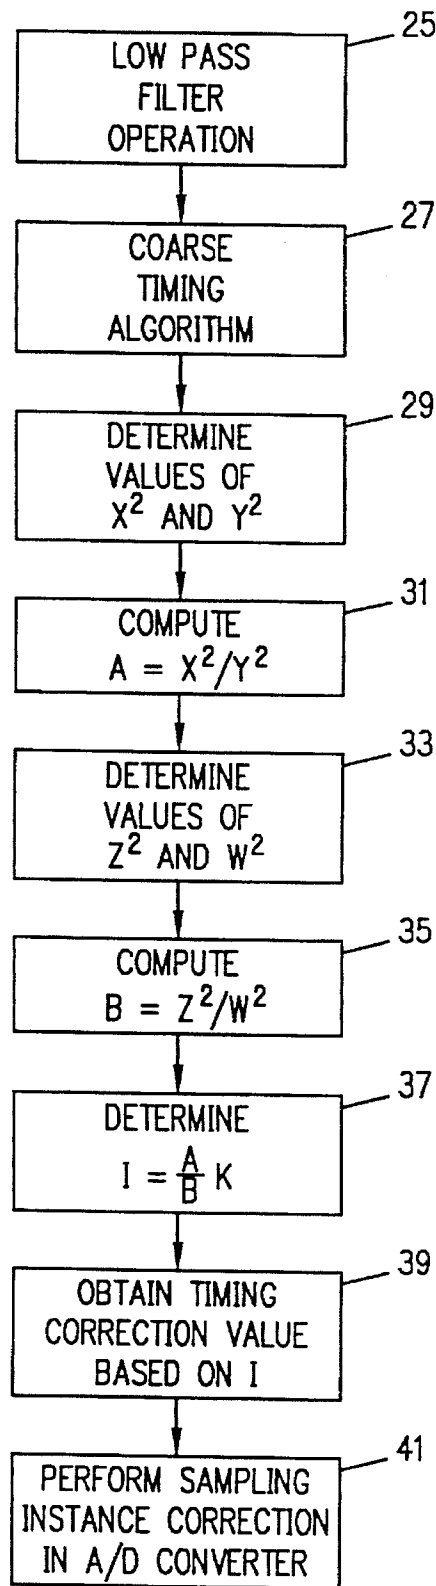 25
LOW PASS
FILTER
OPERATION
27
COARSE
TIMING
ALGORITHM
29
DETERMINE
VALUES OF
X² AND Y²
31
COMPUTE
A = X²/Y²
33
DETERMINE
VALUES OF
Z² AND W²
35
COMPUTE
B = Z²/W²
37
DETERMINE
I = A/B K
39
OBTAIN TIMING
CORRECTION VALUE
BASED ON I
41
PERFORM SAMPLING
INSTANCE CORRECTION
IN A/D CONVERTER